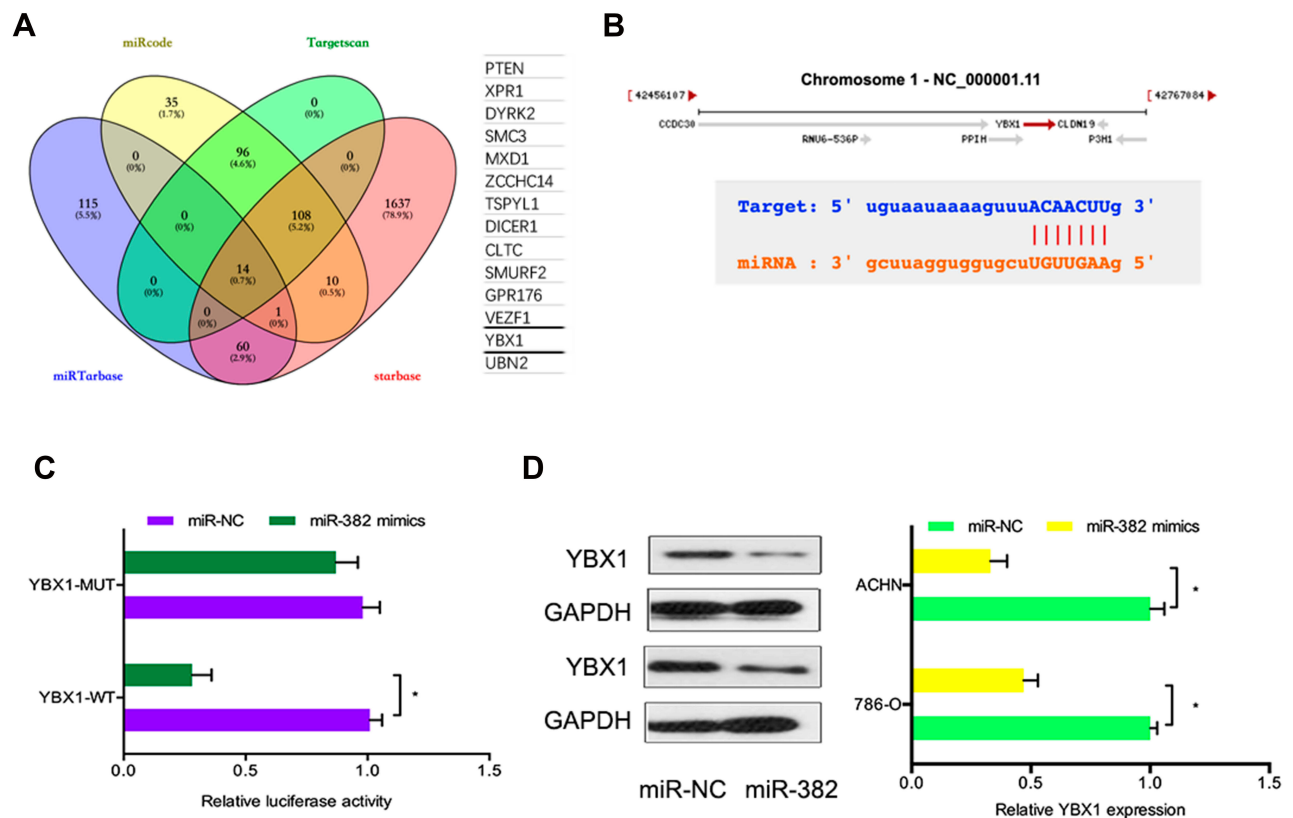 A
miRcode
Targetscan
35
(1.7%)
0
(0%)
0
(0%)
96
(4.6%)
0
(0%)
115
(5.5%)
0
(0%)
108
(5.2%)
1637
(78.9%)
14
(0.7%)
0
(0%)
10
(0.5%)
0
(0%)
1
(0%)
60
(2.9%)
miRTarbase
starbase
PTEN
XPR1
DYRK2
SMC3
MXD1
ZCCHC14
TSPYL1
DICER1
CLTC
SMURF2
GPR176
VEZF1
YBX1
UBN2
B
Chromosome 1 - NC_000001.11
[ 42456107
[ 42767084
CCDC30
YBX1
CLDN19
RNU6-536P
PPIH
P3H1
Target: 5' uguaauaaaaguuuACAACUUg 3'
miRNA : 3' gcuuagguggugcuUGUUGAAg 5'
C
miR-NC
miR-382 mimics
YBX1-MUT
YBX1-WT
*
0.0
0.5
1.0
1.5
Relative luciferase activity
D
YBX1
GAPDH
YBX1
GAPDH
miR-NC
miR-382
miR-NC
miR-382 mimics
ACHN
*
786-O
*
0.0
0.5
1.0
1.5
Relative YBX1 expression